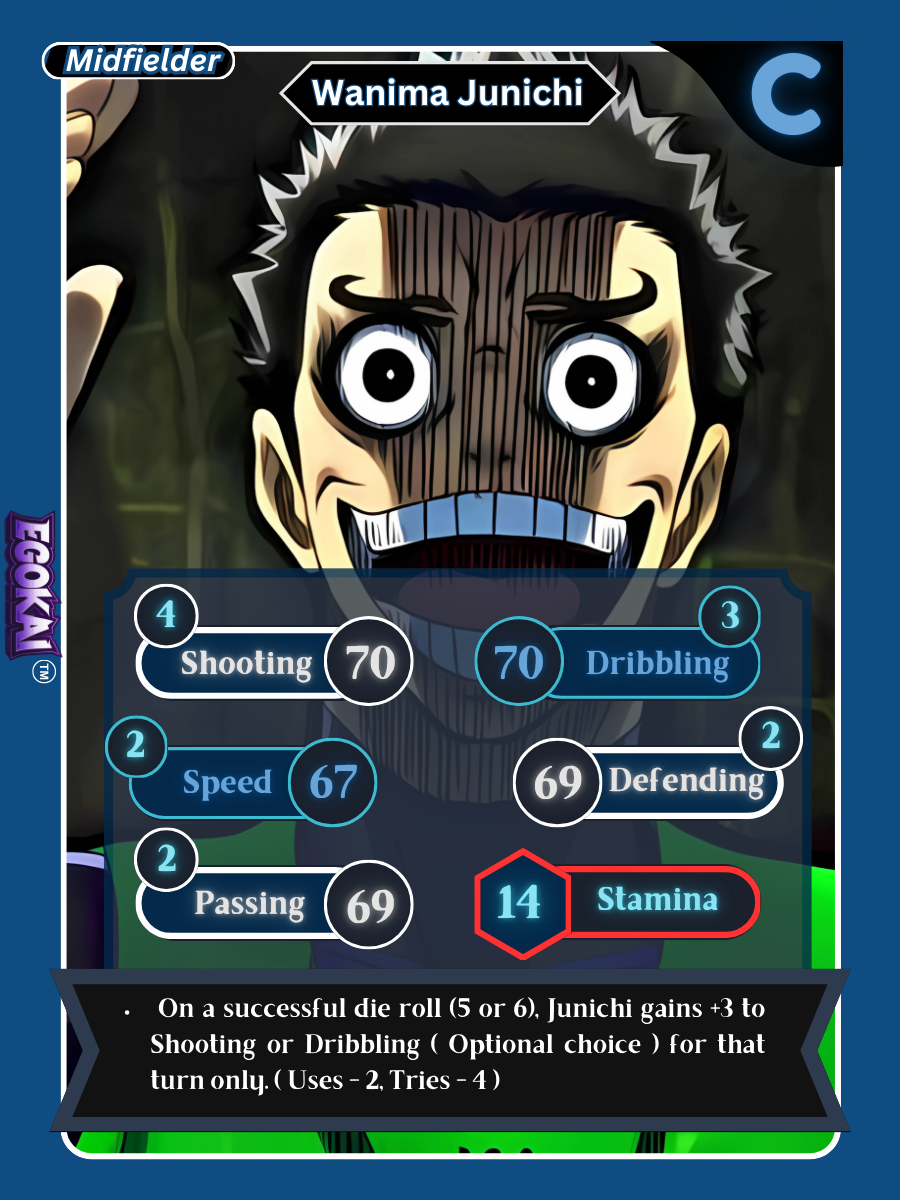 Midfielder
Wanima Junichi
C
EGOKAI
TM
4
Shooting 70
3
70 Dribbling
2
Speed 67
2
69 Defending
2
Passing 69
14 Stamina
· On a successful die roll (5 or 6), Junichi gains +3 to
Shooting or Dribbling ( Optional choice ) for that
turn only. ( Uses - 2, Tries - 4 )